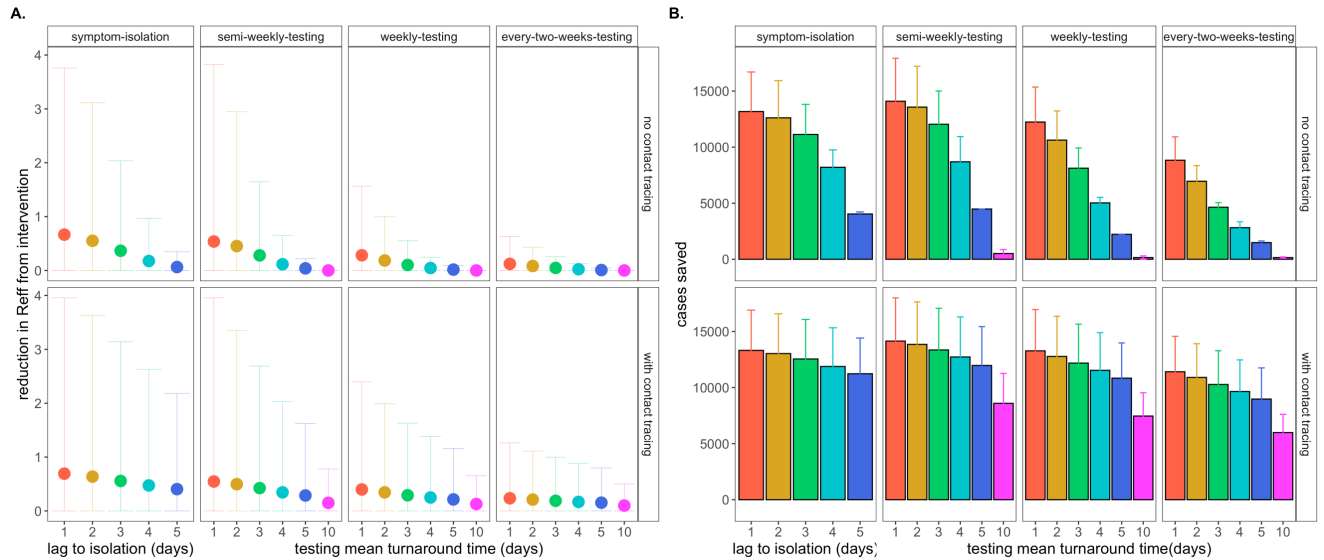 A.
B.
symptom-isolation
semi-weekly-testing
weekly-testing
every-two-weeks-testing
symptom-isolation
semi-weekly-testing
weekly-testing
every-two-weeks-testing
reduction in Reff from intervention
4
3
2
1
0
no contact tracing
4
3
2
1
0
with contact tracing
1 2 3 4 5
1 2 3 4 5 10
1 2 3 4 5 10
1 2 3 4 5 10
lag to isolation (days)
testing mean turnaround time (days)
cases saved
15000
10000
5000
0
no contact tracing
15000
10000
5000
0
with contact tracing
1 2 3 4 5
1 2 3 4 5 10
1 2 3 4 5 10
1 2 3 4 5 10
lag to isolation (days)
testing mean turnaround time(days)